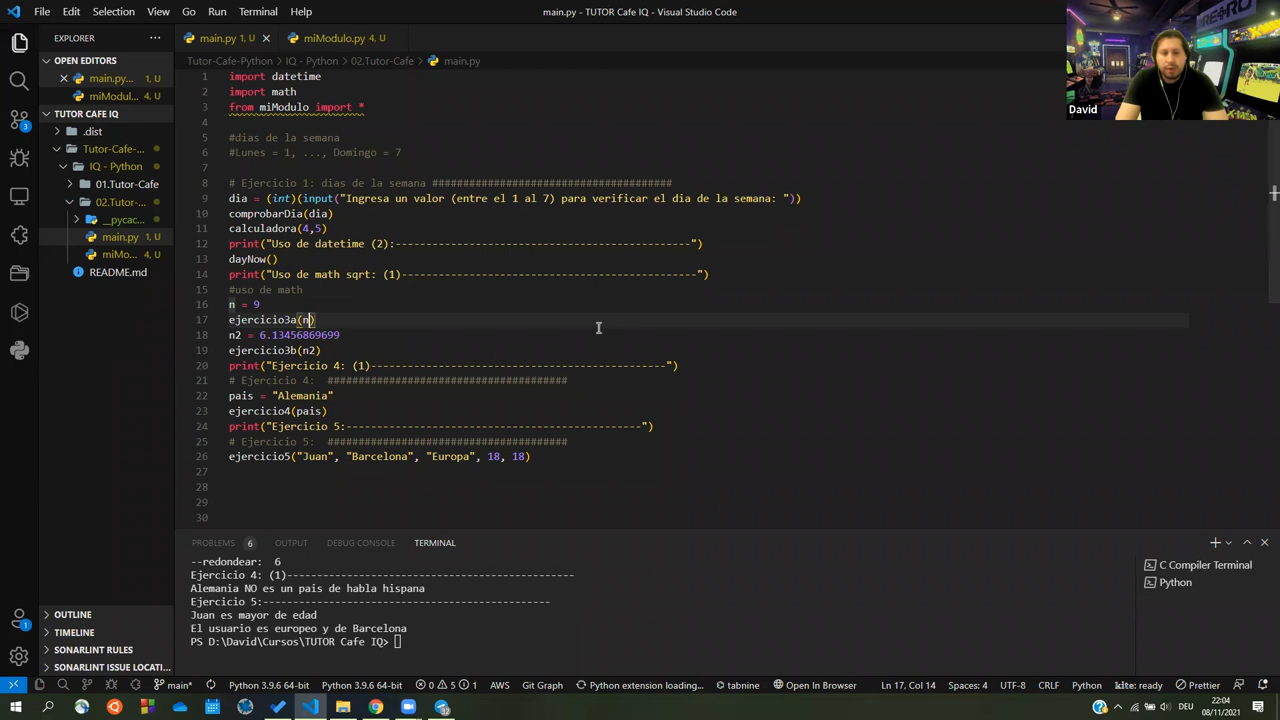 File Edit Selection View Go Run Terminal Help
main.py - TUTOR Cafe IQ - Visual Studio Code
RETRO
David
EXPLORER
OPEN EDITORS
main.py... 1, U
miModul... 4, U
TUTOR CAFE IQ
.dist
Tutor-Cafe-...
IQ - Python
01.Tutor-Cafe
02.Tutor-...
__pycac...
main.py 1, U
miMo... 4, U
README.md
OUTLINE
TIMELINE
SONARLINT RULES
SONARLINT ISSUE LOCATI...
3
1
main.py 1, U
miModulo.py 4, U
Tutor-Cafe-Python > IQ - Python > 02.Tutor-Cafe > main.py
1 import datetime
2 import math
3 from miModulo import *
4
5 #dias de la semana
6 #Lunes = 1, ..., Domingo = 7
7
8 # Ejercicio 1: dias de la semana #######################################
9 dia = (int)(input("Ingresa un valor (entre el 1 al 7) para verificar el dia de la semana: "))
10 comprobarDia(dia)
11 calculadora(4,5)
12 print("Uso de datetime (2):------------------------------------------------")
13 dayNow()
14 print("Uso de math sqrt: (1)------------------------------------------------")
15 #uso de math
16 n = 9
17 ejercicio3a(n)
18 n2 = 6.13456869699
19 ejercicio3b(n2)
20 print("Ejercicio 4: (1)------------------------------------------------")
21 # Ejercicio 4: #######################################
22 pais = "Alemania"
23 ejercicio4(pais)
24 print("Ejercicio 5:------------------------------------------------")
25 # Ejercicio 5: #######################################
26 ejercicio5("Juan", "Barcelona", "Europa", 18, 18)
27
28
29
30
PROBLEMS 6 OUTPUT DEBUG CONSOLE TERMINAL
--redondear: 6
Ejercicio 4: (1)------------------------------------------------
Alemania NO es un pais de habla hispana
Ejercicio 5:------------------------------------------------
Juan es mayor de edad
El usuario es europeo y de Barcelona
PS D:\David\Cursos\TUTOR Cafe IQ>
C Compiler Terminal
Python
main* Python 3.9.6 64-bit Python 3.9.6 64-bit 0 5 1 AWS Git Graph Python extension loading... tabnine Open In Browser Ln 17, Col 14 Spaces: 4 UTF-8 CRLF Python kite: ready Prettier
DEU
22:04
08/11/2021